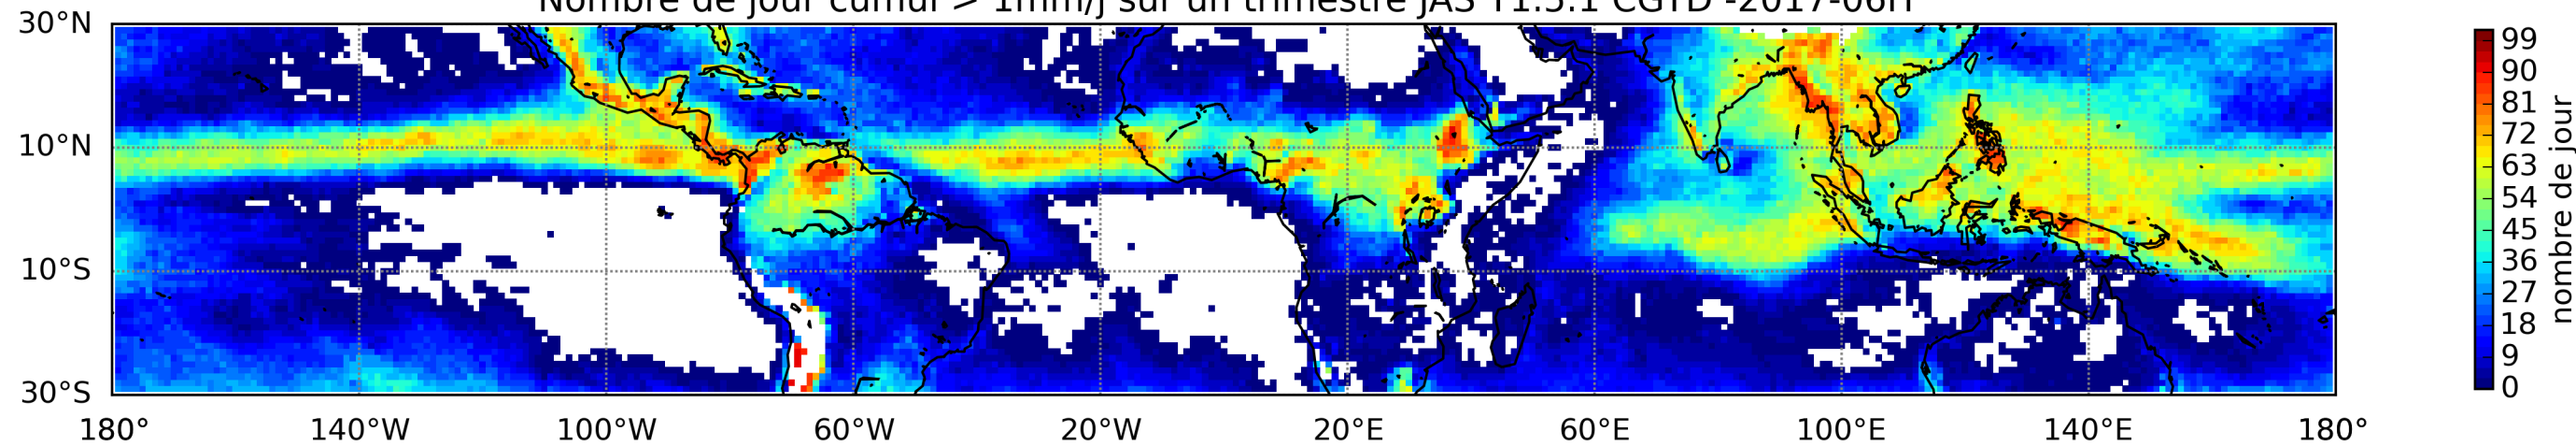 Nombre de jour cumul > 1mm/j sur un trimestre JAS T1.5.1 CGTD -2017-06H
30°N
10°N
10°S
30°S
180° 140°W 100°W 60°W 20°W 20°E 60°E 100°E 140°E 180°
99
90
81
72
63
54
45
36
27
18
9
0
nombre de jour